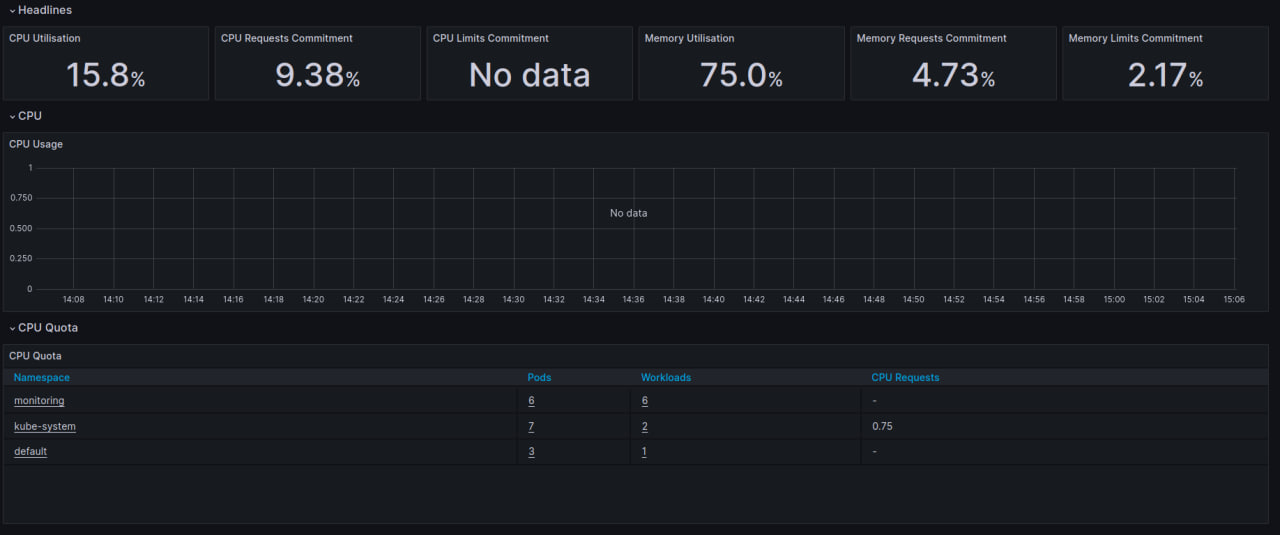 Headlines
CPU Utilisation CPU Requests Commitment CPU Limits Commitment Memory Utilisation Memory Requests Commitment Memory Limits Commitment
15.8% 9.38% No data 75.0% 4.73% 2.17%
CPU
CPU Usage
1
0.750
No data
0.500
0.250
0
14:08 14:10 14:12 14:14 14:16 14:18 14:20 14:22 14:24 14:26 14:28 14:30 14:32 14:34 14:36 14:38 14:40 14:42 14:44 14:46 14:48 14:50 14:52 14:54 14:56 14:58 15:00 15:02 15:04 15:06
CPU Quota
CPU Quota
Namespace Pods Workloads CPU Requests
monitoring 6 6 -
kube-system 7 2 0.75
default 3 1 -